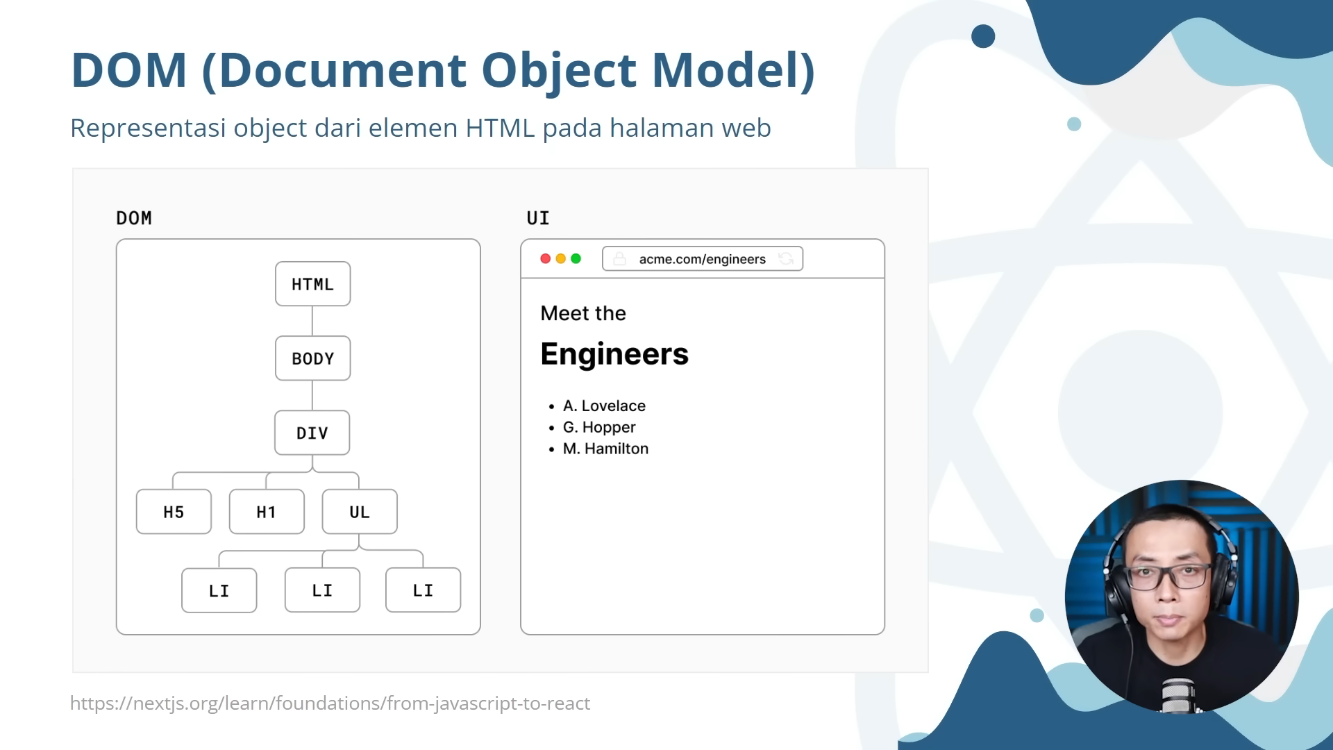 DOM (Document Object Model)
Representasi object dari elemen HTML pada halaman web
DOM
HTML
BODY
DIV
H5 H1 UL
LI LI LI
UI
acme.com/engineers
Meet the
Engineers
• A. Lovelace
• G. Hopper
• M. Hamilton
https://nextjs.org/learn/foundations/from-javascript-to-react